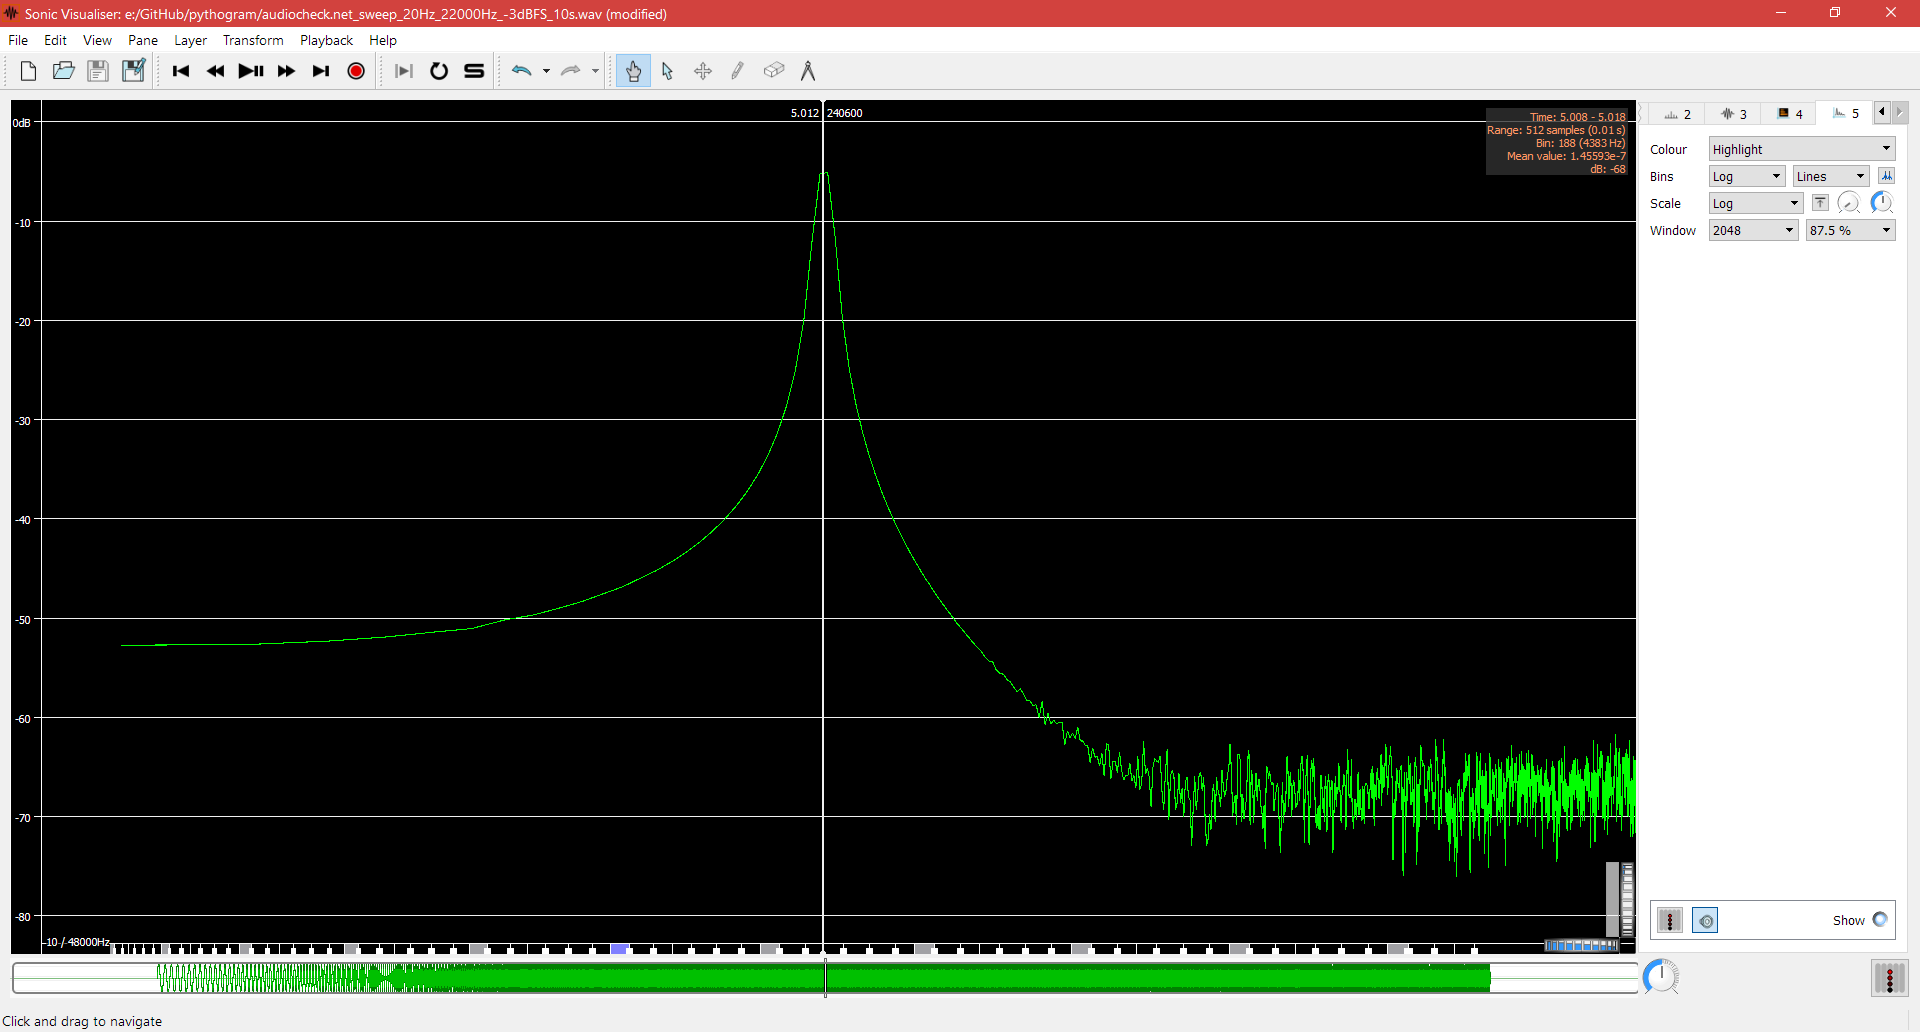 Sonic Visualiser: e:/GitHub/pythogram/audiocheck.net_sweep_20Hz_22000Hz_-3dBFS_10s.wav (modified)
File Edit View Pane Layer Transform Playback Help
5.012 240600
0dB
-10
-20
-30
-40
-50
-60
-70
-80
-10 / 48000Hz
Time: 5.008 - 5.018
Range: 512 samples (0.01 s)
Bin: 188 (4383 Hz)
Mean value: 1.45593e-7
dB: -68
2 3 4 5
Colour Highlight
Bins Log Lines
Scale Log
Window 2048 87.5 %
Show
Click and drag to navigate